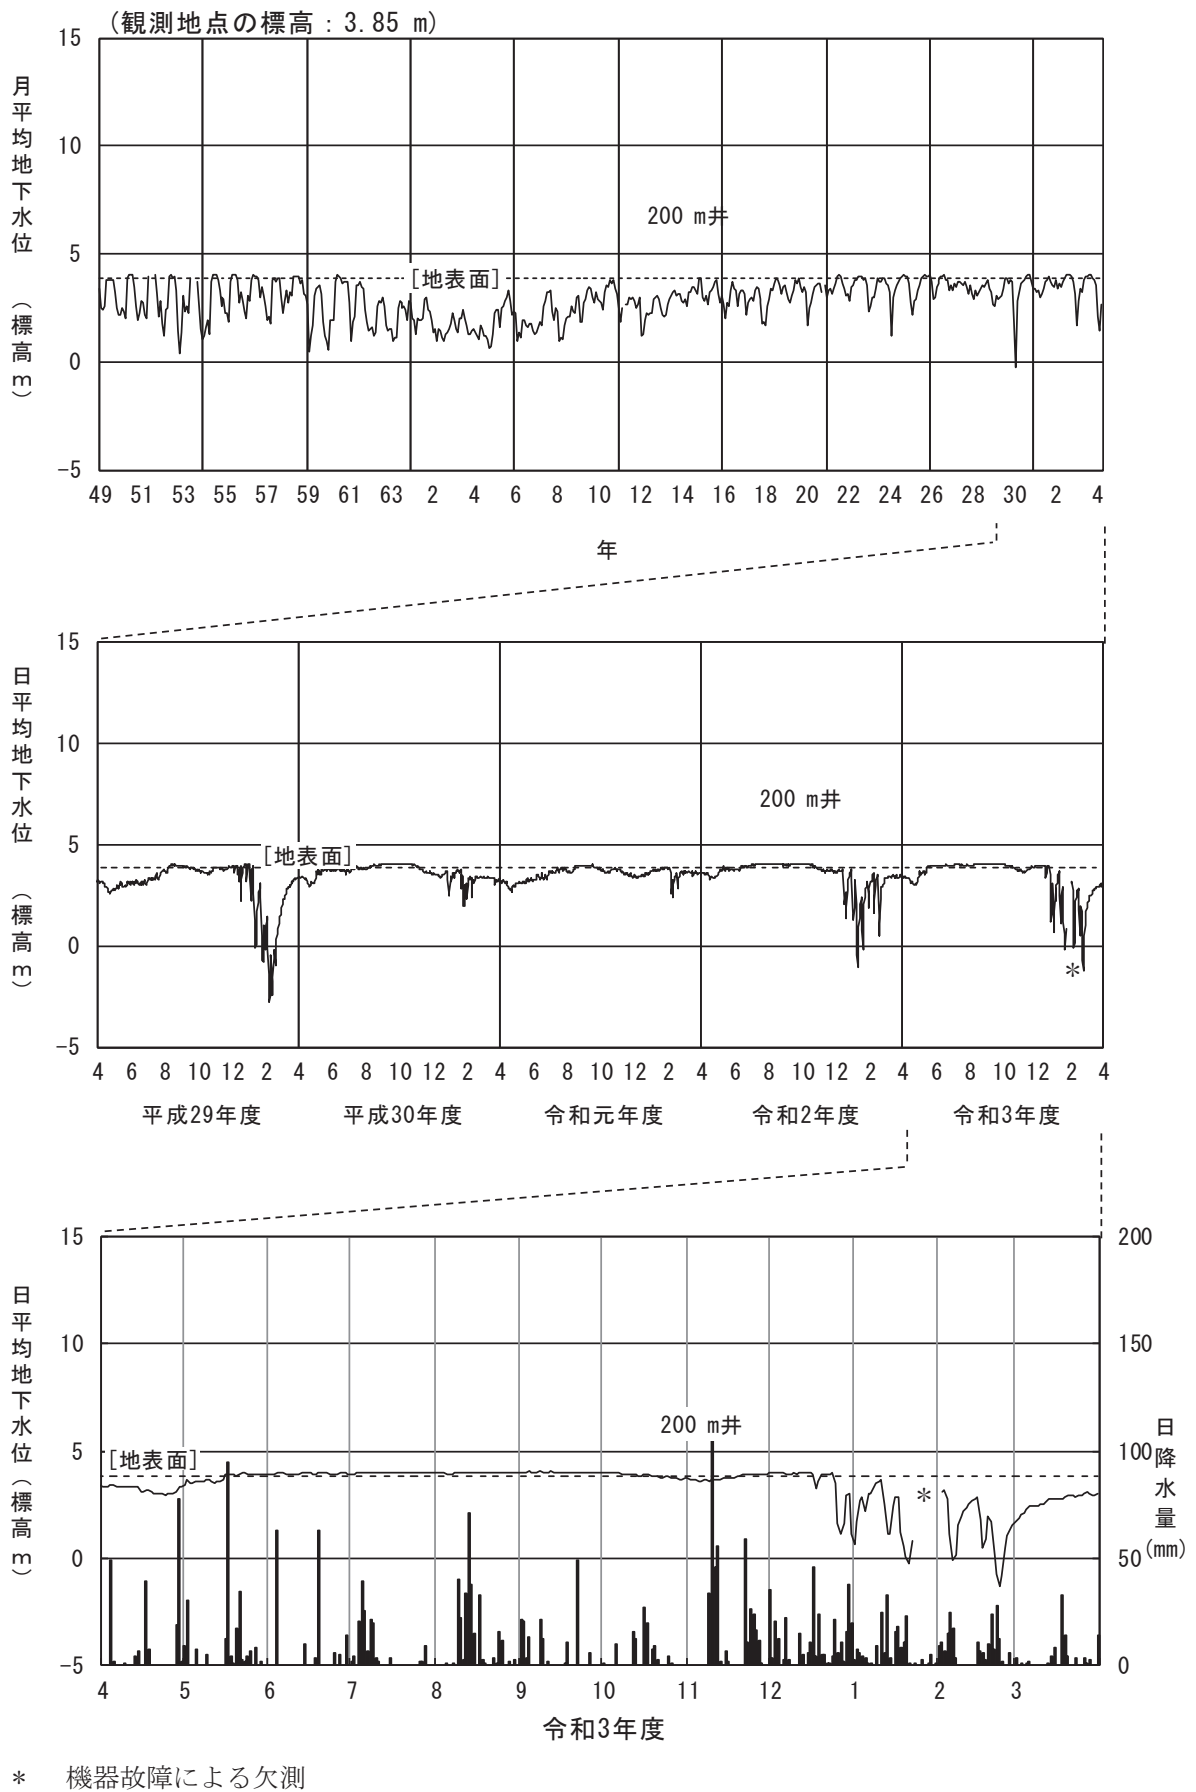 (観測地点の標高：3.85 m)
月平均地下水位（標高m）
15
10
5
0
-5
200 m井
[地表面]
49 51 53 55 57 59 61 63 2 4 6 8 10 12 14 16 18 20 22 24 26 28 30 2 4
年
日平均地下水位（標高m）
15
10
5
0
-5
200 m井
[地表面]
*
4 6 8 10 12 2 4 6 8 10 12 2 4 6 8 10 12 2 4 6 8 10 12 2 4 6 8 10 12 2 4
平成29年度 平成30年度 令和元年度 令和2年度 令和3年度
日平均地下水位（標高m）
15
10
5
0
-5
200 m井
[地表面]
*
200
150
100
50
0
日降水量(mm)
4 5 6 7 8 9 10 11 12 1 2 3
令和3年度
* 機器故障による欠測